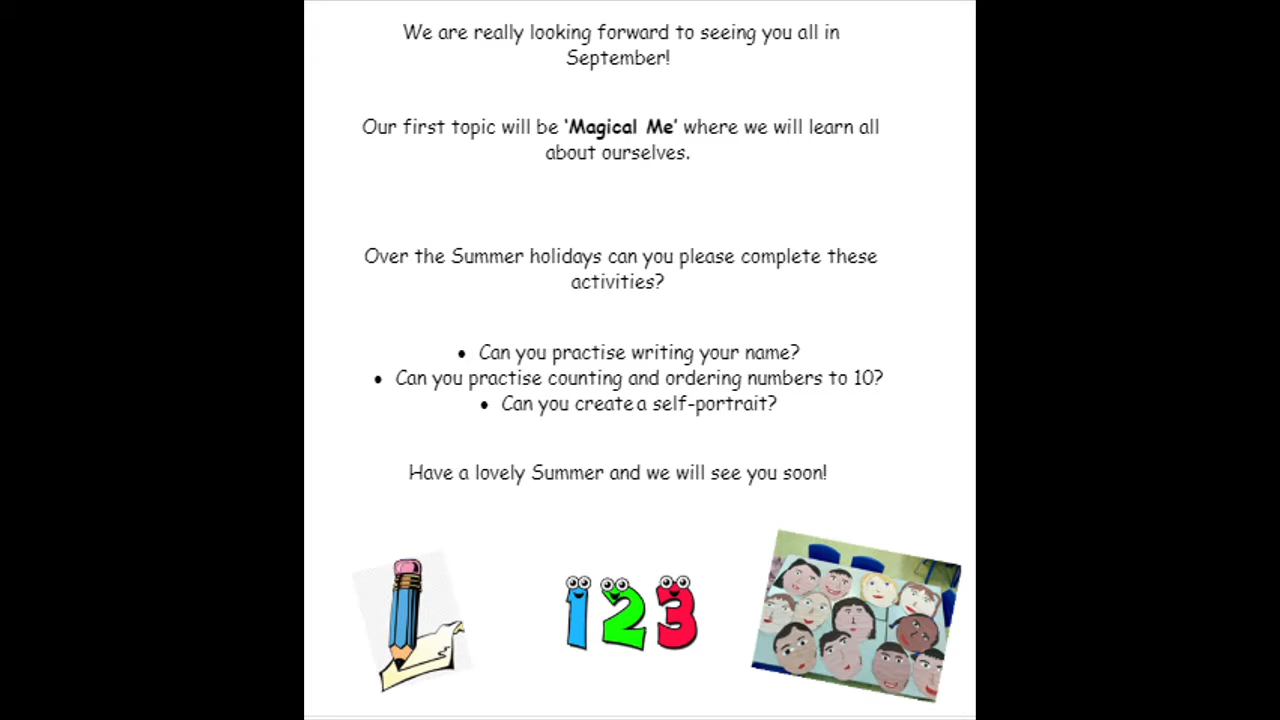 We are really looking forward to seeing you all in
September!
Our first topic will be ‘Magical Me’ where we will learn all
about ourselves.
Over the Summer holidays can you please complete these
activities?
• Can you practise writing your name?
• Can you practise counting and ordering numbers to 10?
• Can you create a self-portrait?
Have a lovely Summer and we will see you soon!
1 2 3